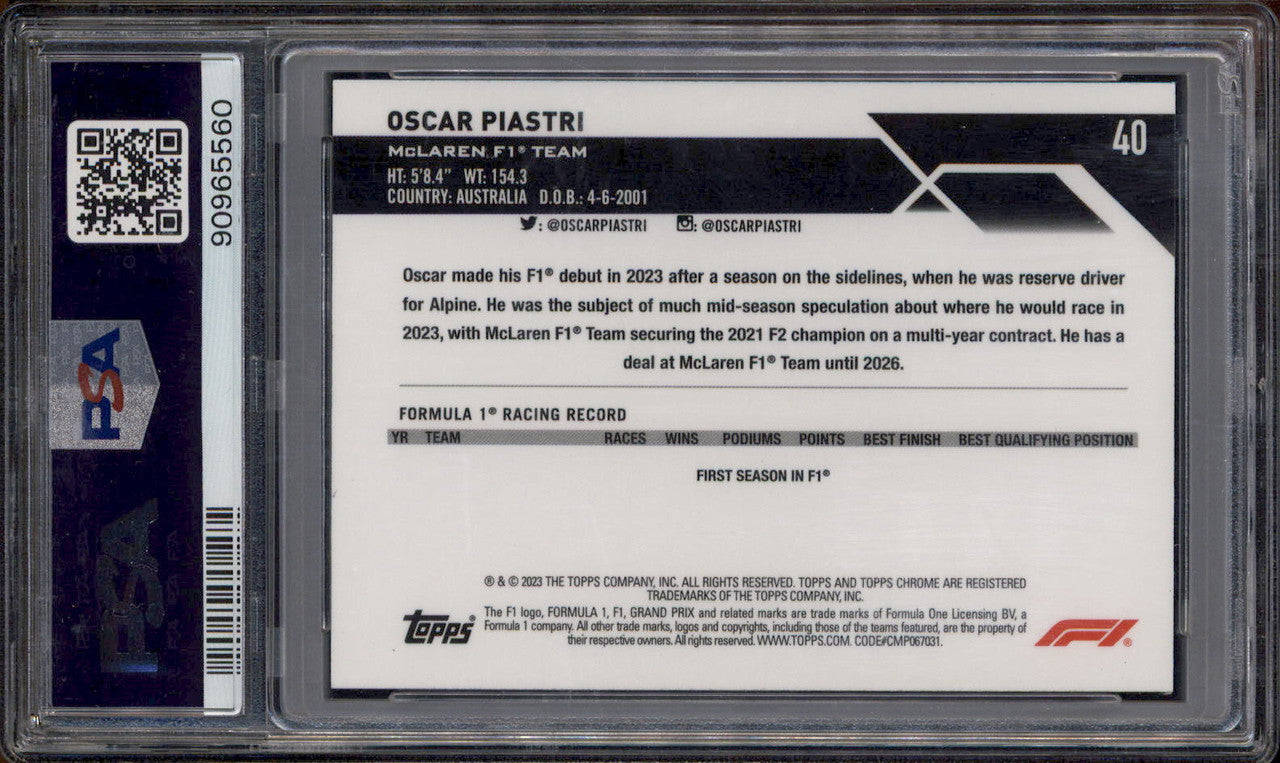 90965560
PSA
PSA
OSCAR PIASTRI
40
McLAREN F1® TEAM
HT: 5'8.4" WT: 154.3
COUNTRY: AUSTRALIA D.O.B.: 4-6-2001
: @OSCARPIASTRI : @OSCARPIASTRI
Oscar made his F1® debut in 2023 after a season on the sidelines, when he was reserve driver
for Alpine. He was the subject of much mid-season speculation about where he would race in
2023, with McLaren F1® Team securing the 2021 F2 champion on a multi-year contract. He has a
deal at McLaren F1® Team until 2026.
FORMULA 1® RACING RECORD
YR TEAM RACES WINS PODIUMS POINTS BEST FINISH BEST QUALIFYING POSITION
FIRST SEASON IN F1®
® & © 2023 THE TOPPS COMPANY, INC. ALL RIGHTS RESERVED. TOPPS AND TOPPS CHROME ARE REGISTERED
TRADEMARKS OF THE TOPPS COMPANY, INC.
The F1 logo, FORMULA 1, F1, GRAND PRIX and related marks are trade marks of Formula One Licensing BV, a
Formula 1 company. All other trade marks, logos and copyrights, including those of the teams featured, are the property of
their respective owners. All rights reserved. WWW.TOPPS.COM. CODE#CMP067031.
Topps®
F1®